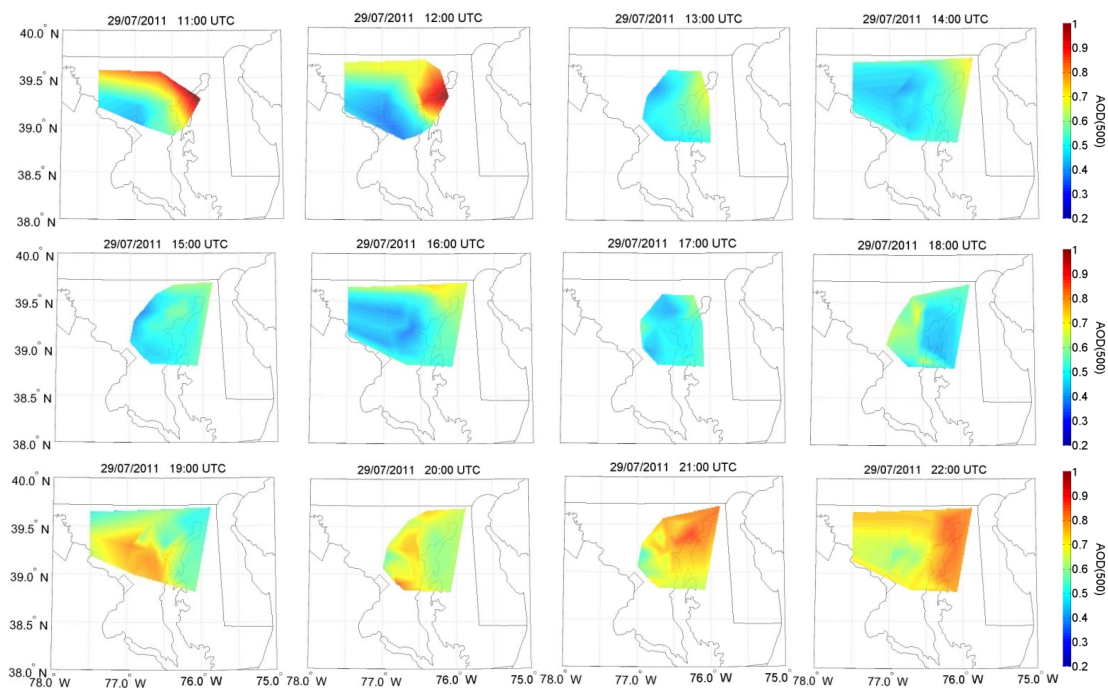 29/07/2011 11:00 UTC
29/07/2011 12:00 UTC
29/07/2011 13:00 UTC
29/07/2011 14:00 UTC
40.0° N
39.5° N
39.0° N
38.5° N
38.0° N
1
0.9
0.8
0.7
0.6
0.5
0.4
0.3
0.2
AOD(500)
29/07/2011 15:00 UTC
29/07/2011 16:00 UTC
29/07/2011 17:00 UTC
29/07/2011 18:00 UTC
40.0° N
39.5° N
39.0° N
38.5° N
38.0° N
1
0.9
0.8
0.7
0.6
0.5
0.4
0.3
0.2
AOD(500)
29/07/2011 19:00 UTC
29/07/2011 20:00 UTC
29/07/2011 21:00 UTC
29/07/2011 22:00 UTC
40.0° N
39.5° N
39.0° N
38.5° N
38.0° N
1
0.9
0.8
0.7
0.6
0.5
0.4
0.3
0.2
AOD(500)
78.0° W 77.0° W 76.0° W 75.0° W
78.0° W 77.0° W 76.0° W 75.0° W
78.0° W 77.0° W 76.0° W 75.0° W
78.0° W 77.0° W 76.0° W 75.0° W